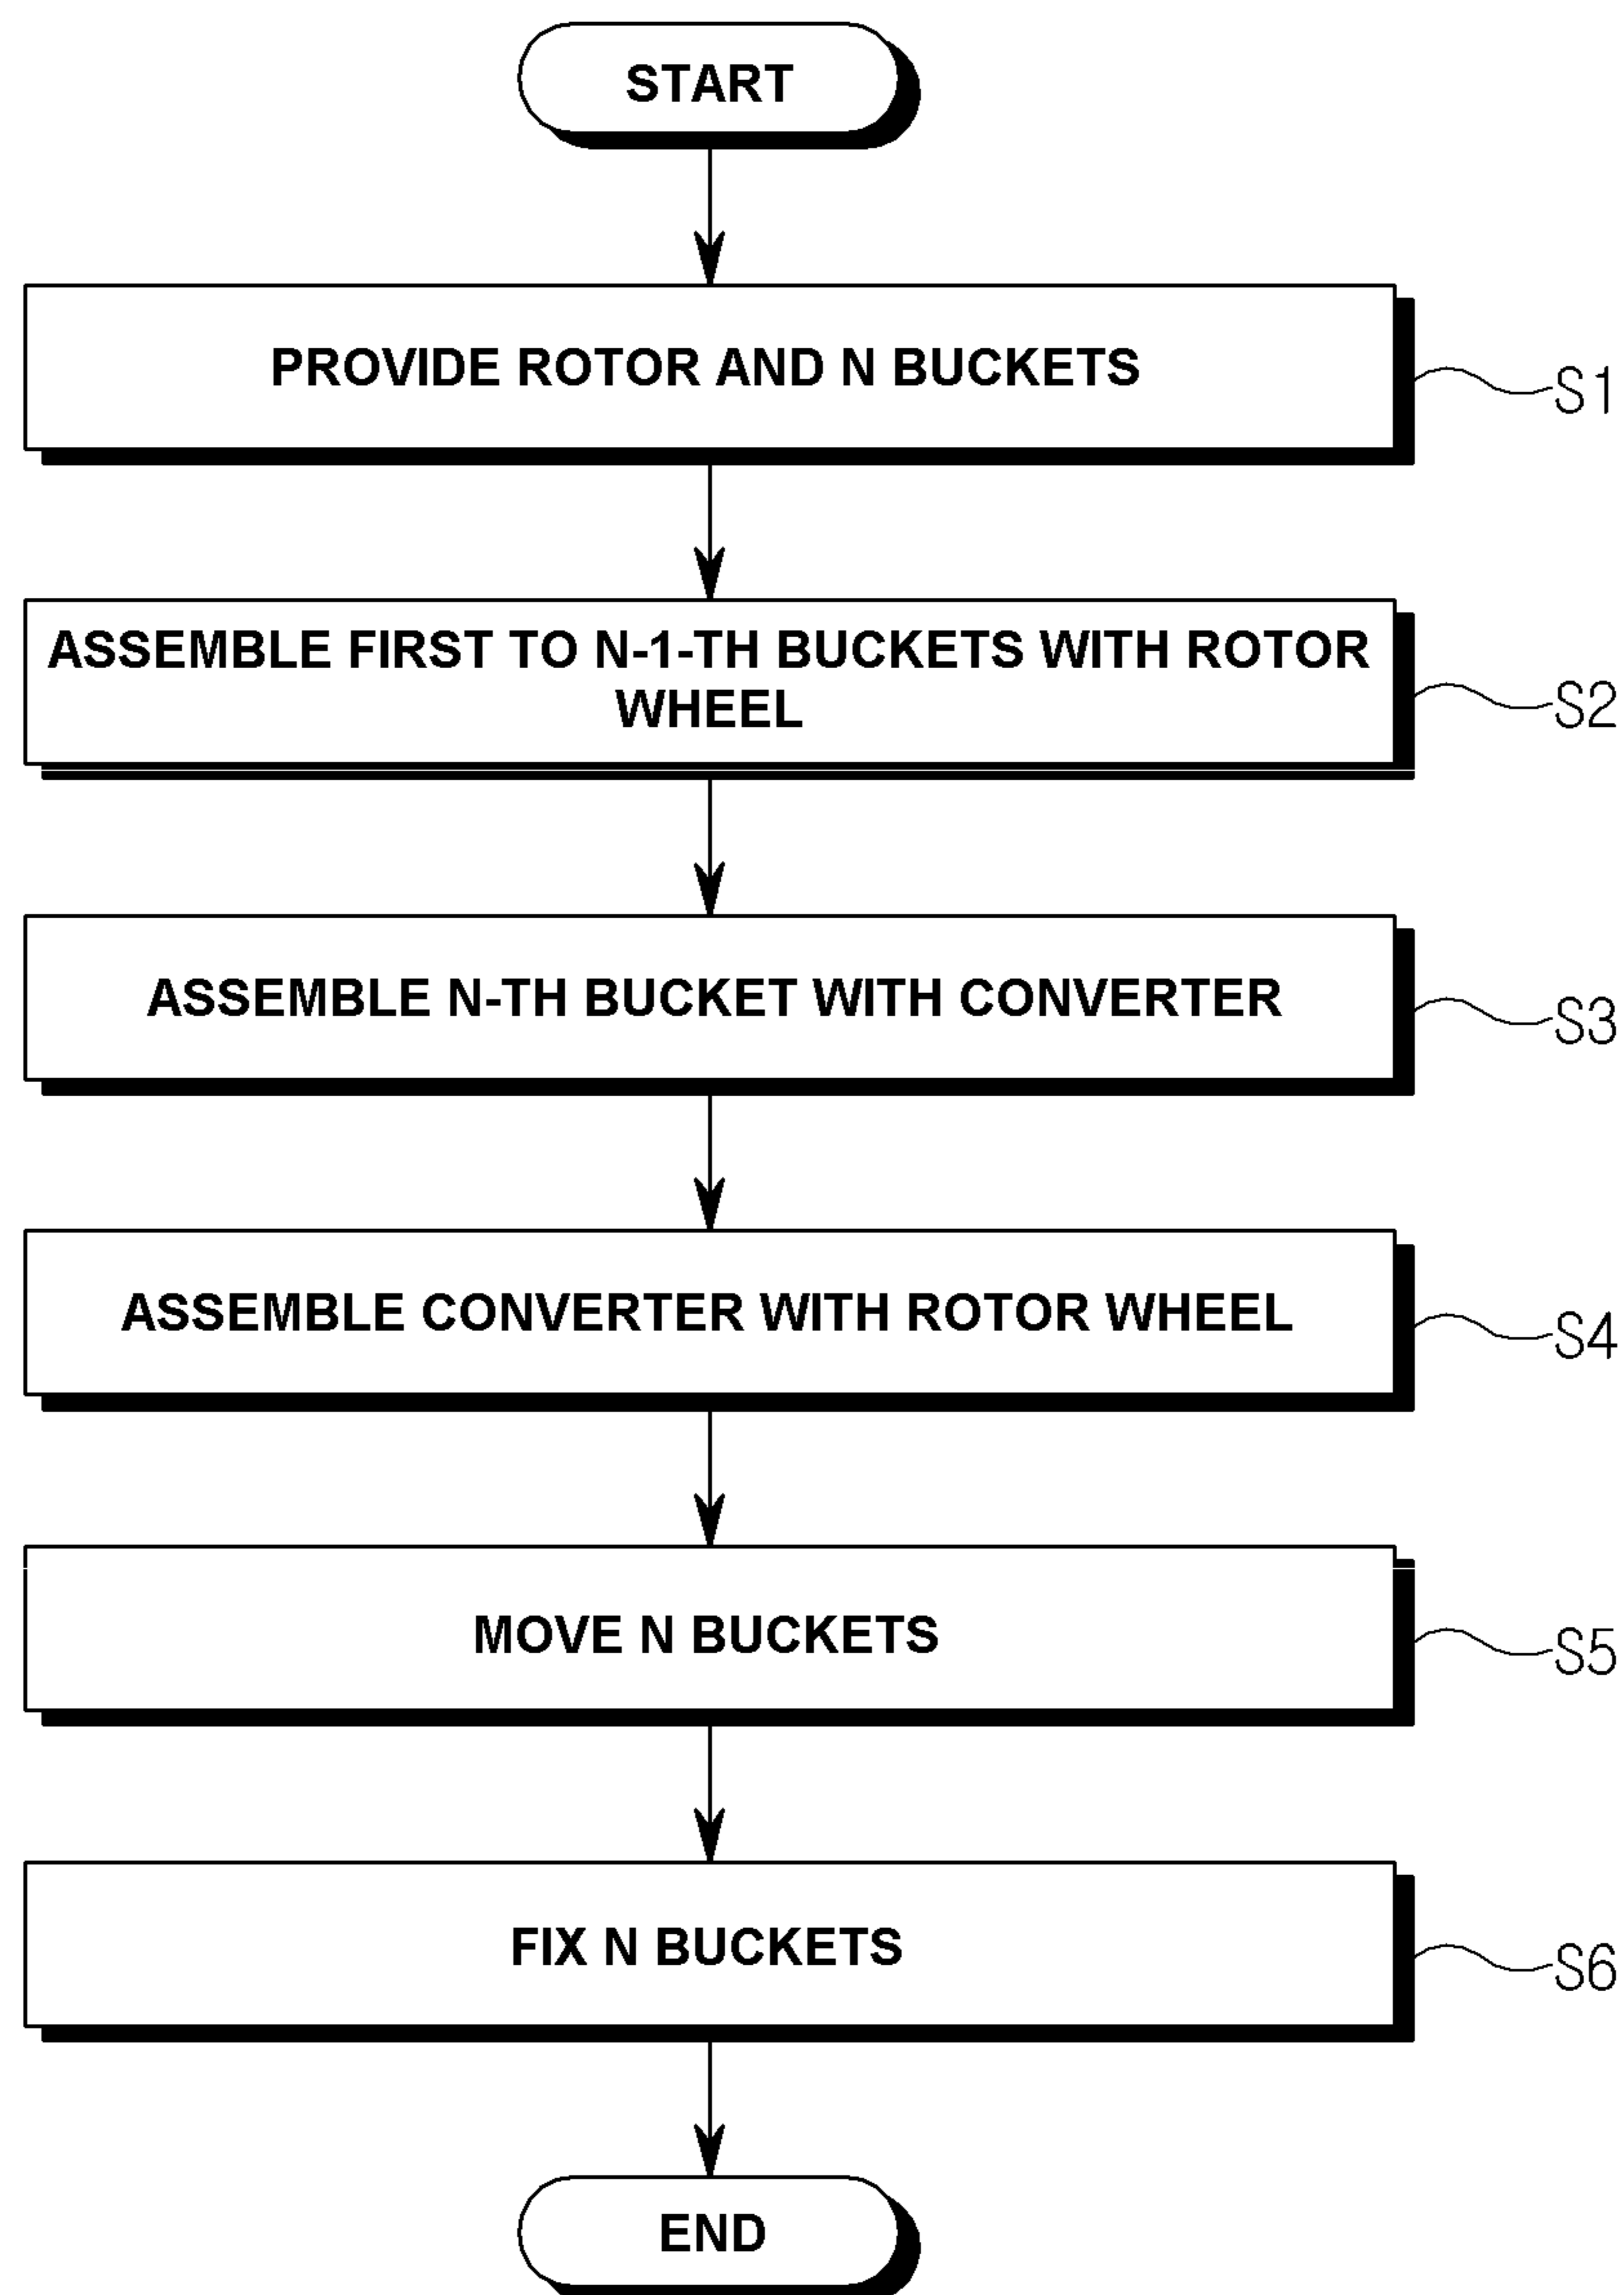 START
PROVIDE ROTOR AND N BUCKETS
S1
ASSEMBLE FIRST TO N-1-TH BUCKETS WITH ROTOR
WHEEL
S2
ASSEMBLE N-TH BUCKET WITH CONVERTER
S3
ASSEMBLE CONVERTER WITH ROTOR WHEEL
S4
MOVE N BUCKETS
S5
FIX N BUCKETS
S6
END